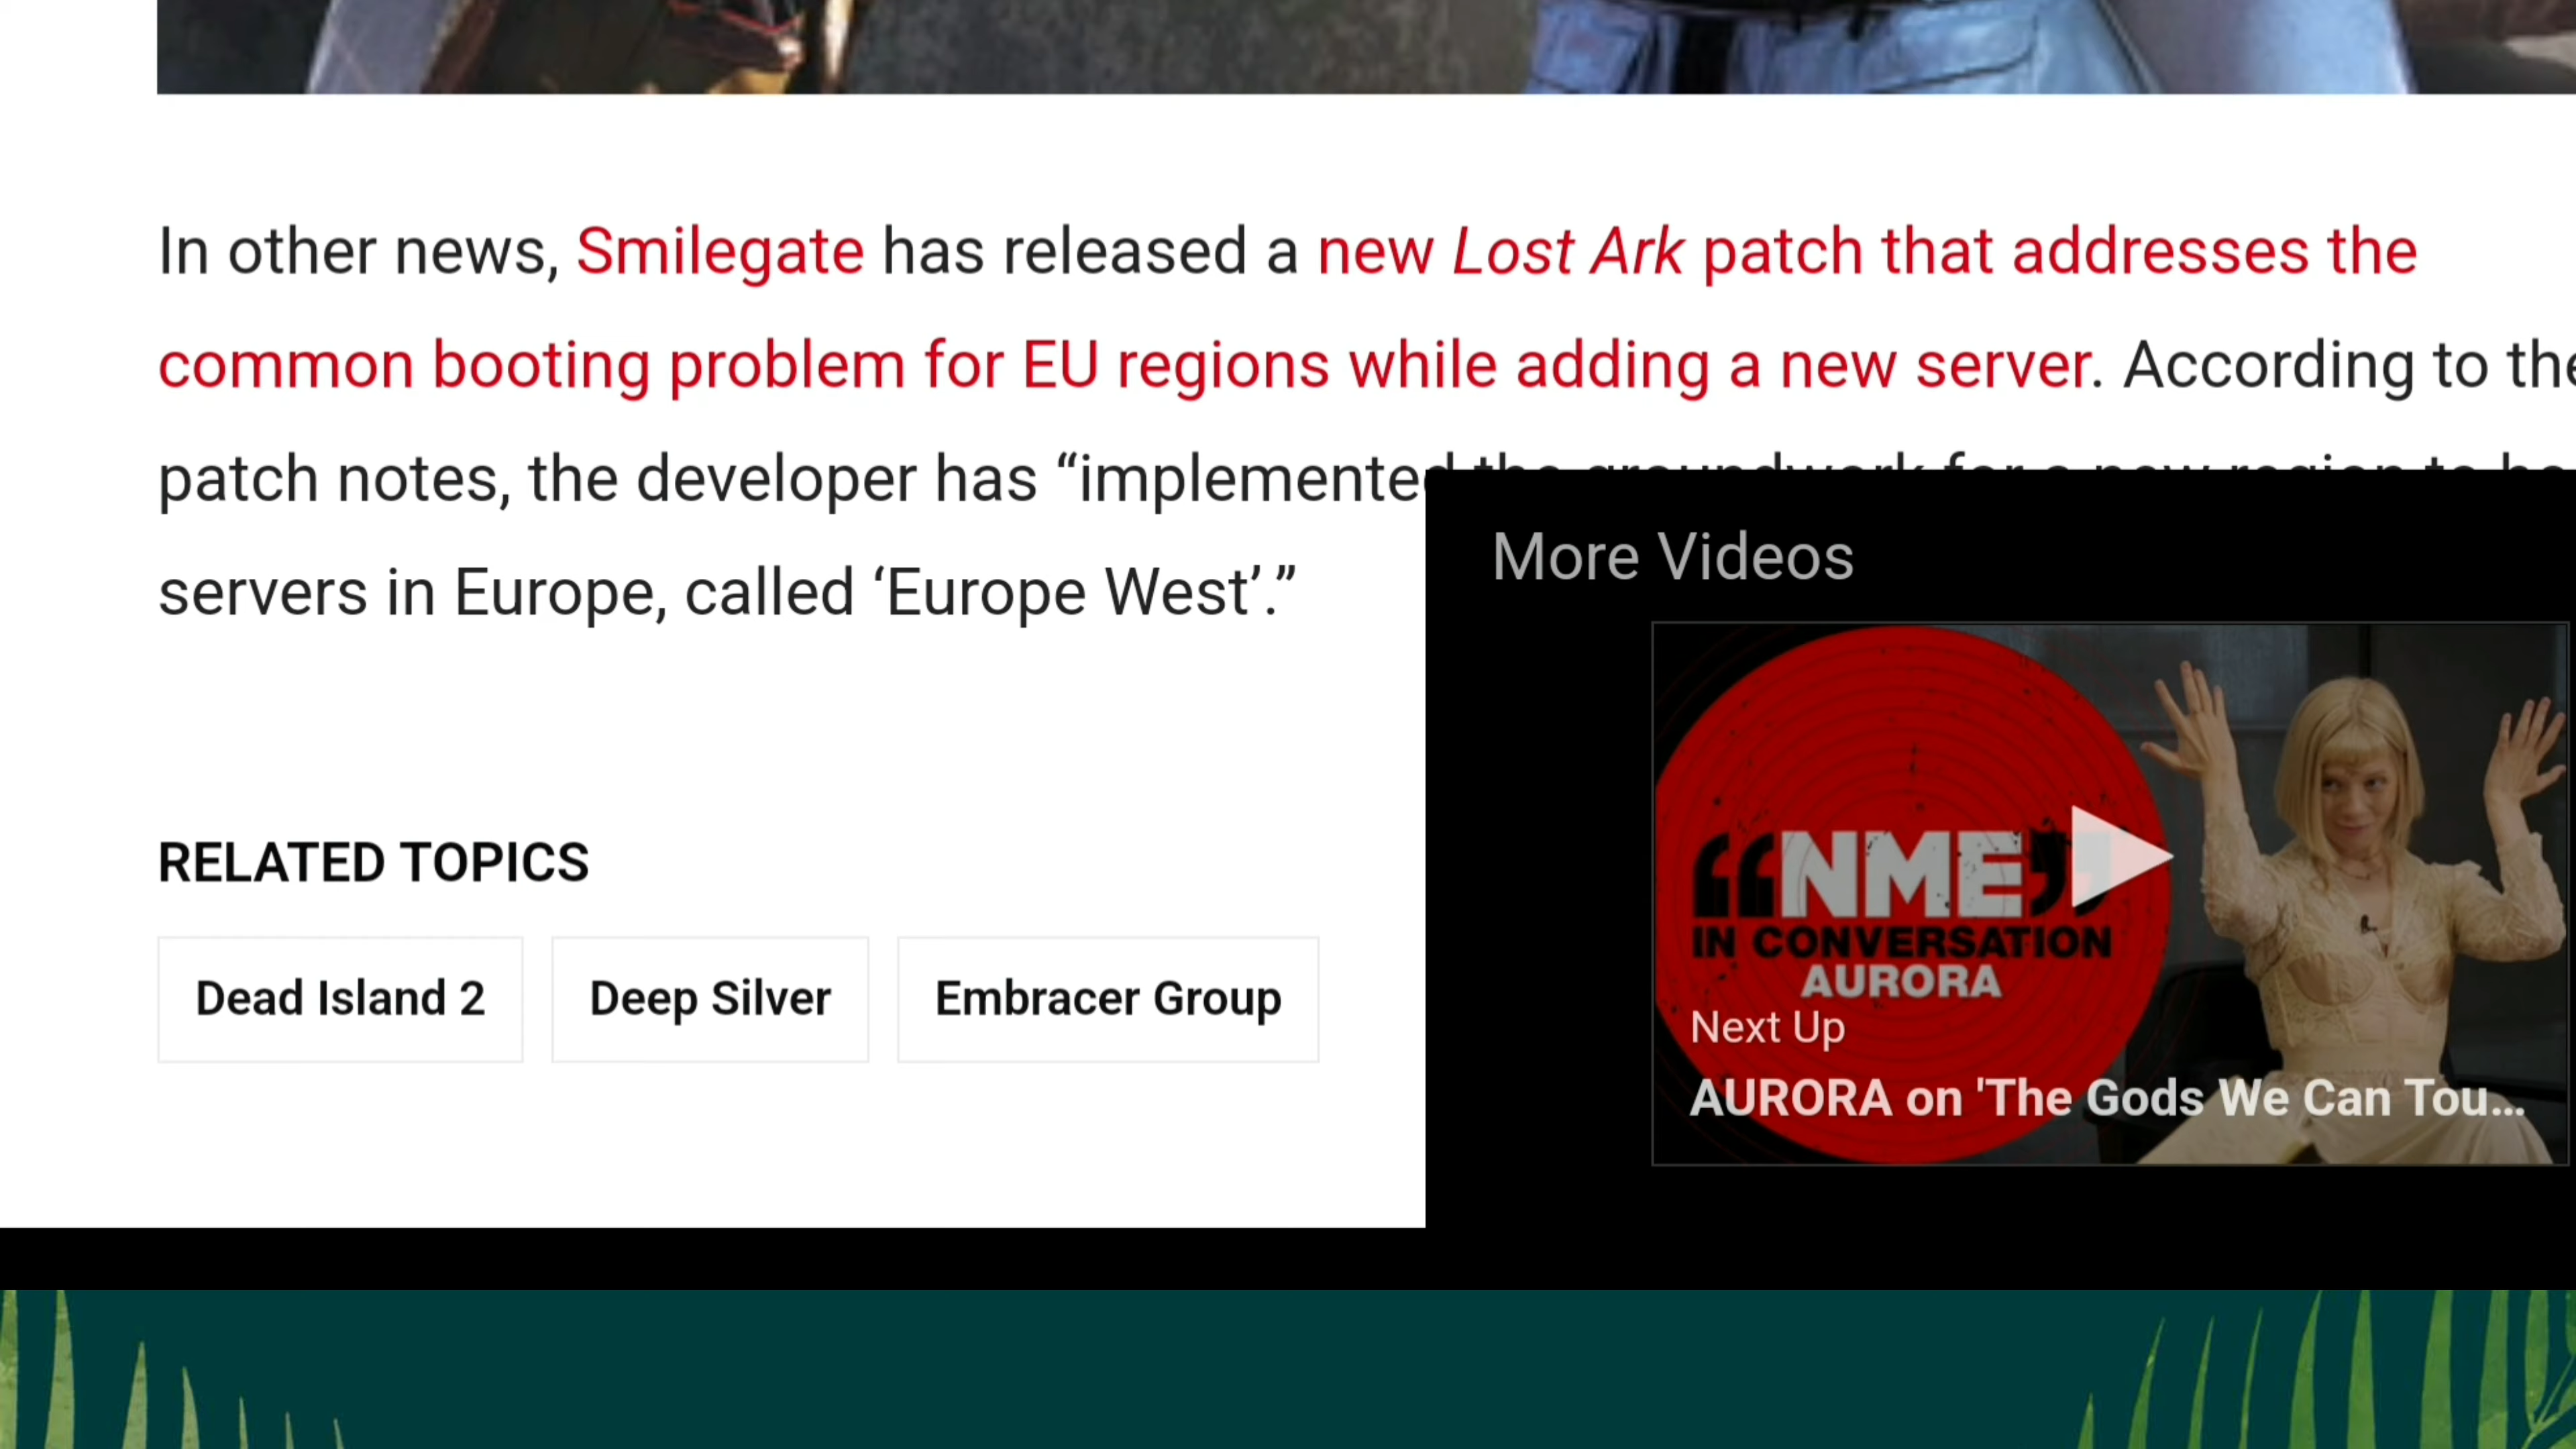 In other news, Smilegate has released a new Lost Ark patch that addresses the
common booting problem for EU regions while adding a new server. According to the
patch notes, the developer has “implemented the groundwork for a new region to be
servers in Europe, called ‘Europe West’.”
More Videos
“NME”
IN CONVERSATION
AURORA
Next Up
AURORA on 'The Gods We Can Tou...
RELATED TOPICS
Dead Island 2
Deep Silver
Embracer Group